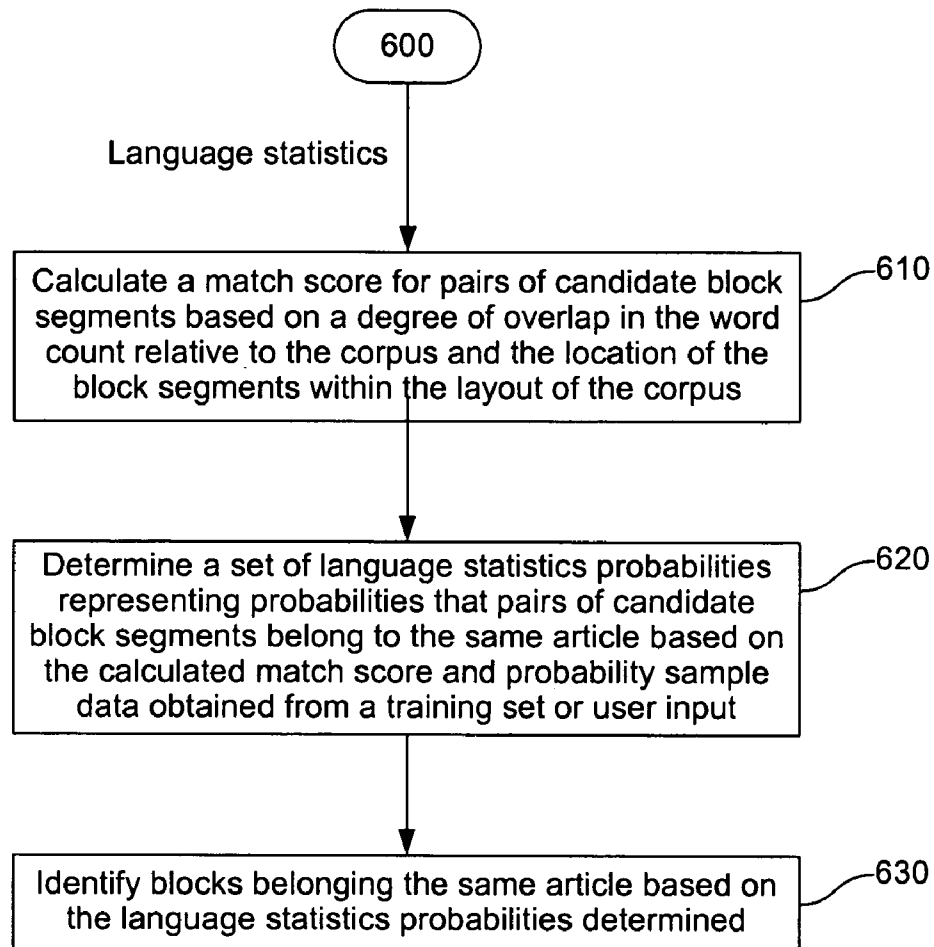 600
Language statistics
610
Calculate a match score for pairs of candidate block
segments based on a degree of overlap in the word
count relative to the corpus and the location of the
block segments within the layout of the corpus
620
Determine a set of language statistics probabilities
representing probabilities that pairs of candidate
block segments belong to the same article based on
the calculated match score and probability sample
data obtained from a training set or user input
630
Identify blocks belonging the same article based on
the language statistics probabilities determined